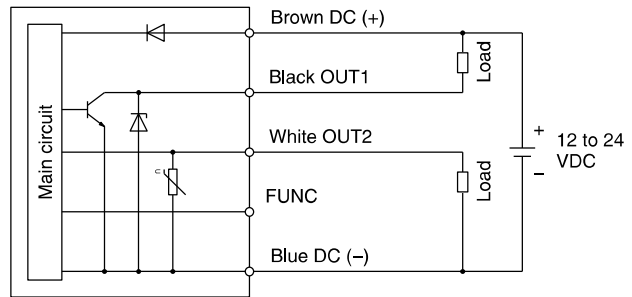 Brown DC (+)
Load
Black OUT1
Main circuit
White OUT2
+
12 to 24
VDC
–
U
FUNC
Load
Blue DC (–)